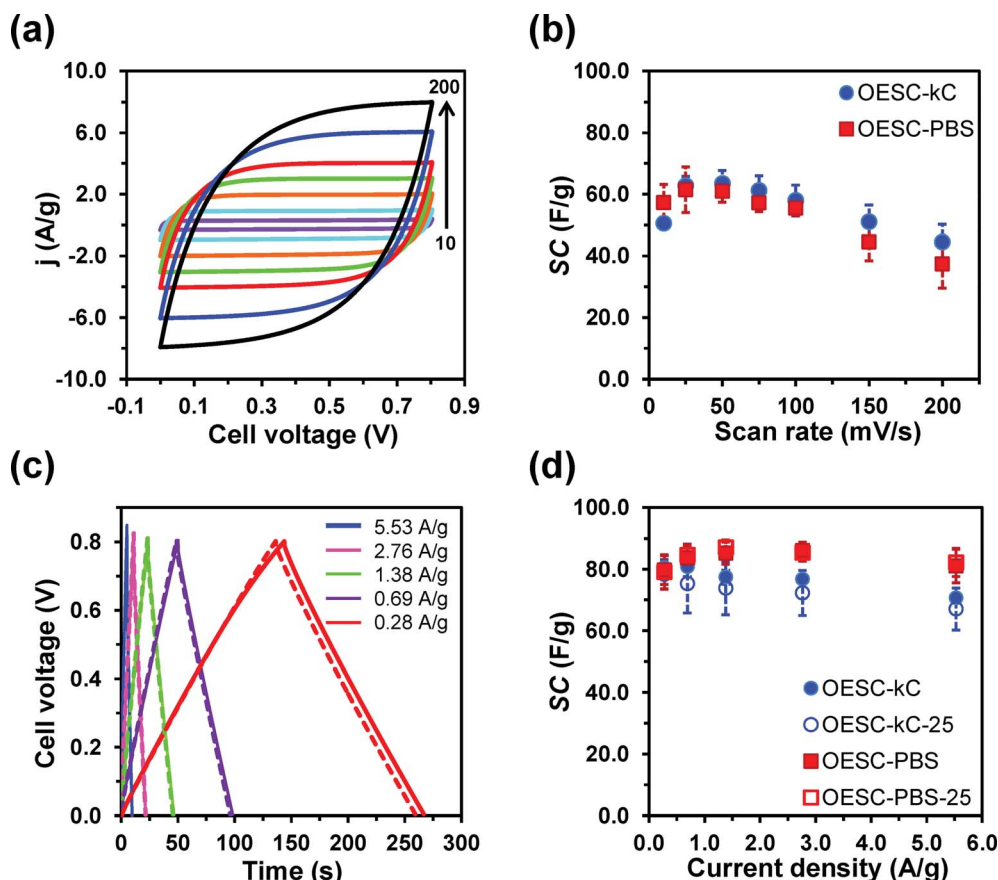 (a)
10.0
6.0
2.0
-2.0
-6.0
-10.0
j (A/g)
200
10
-0.1 0.1 0.3 0.5 0.7 0.9
Cell voltage (V)
(b)
100.0
80.0
60.0
40.0
20.0
0.0
SC (F/g)
OESC-kC
OESC-PBS
0 50 100 150 200
Scan rate (mV/s)
(c)
0.8
0.6
0.4
0.2
0.0
Cell voltage (V)
5.53 A/g
2.76 A/g
1.38 A/g
0.69 A/g
0.28 A/g
0 50 100 150 200 250 300
Time (s)
(d)
100.0
80.0
60.0
40.0
20.0
0.0
SC (F/g)
OESC-kC
OESC-kC-25
OESC-PBS
OESC-PBS-25
0.0 1.0 2.0 3.0 4.0 5.0 6.0
Current density (A/g)